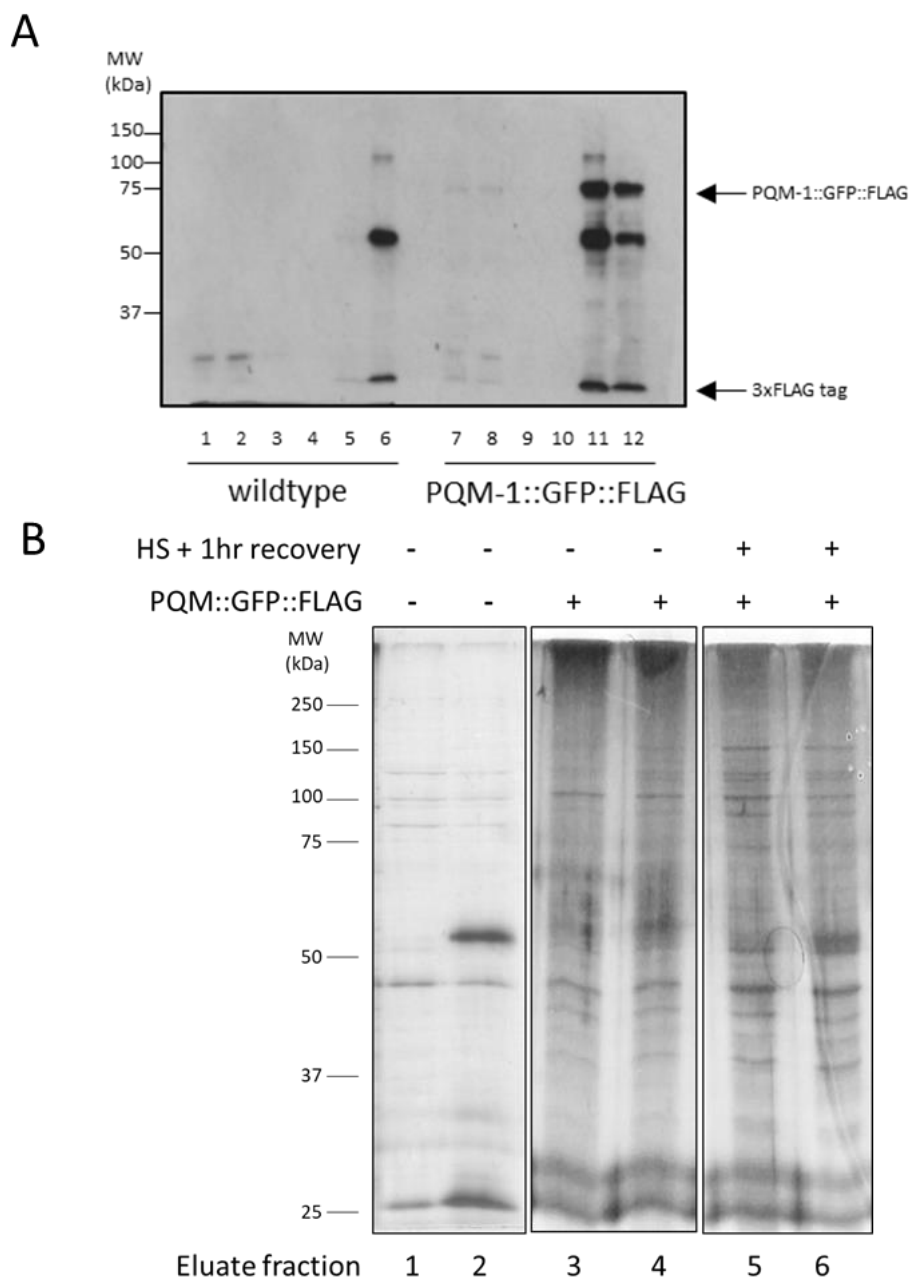 A
MW
(kDa)
150
100
75
50
37
PQM-1::GFP::FLAG
3xFLAG tag
1 2 3 4 5 6 7 8 9 10 11 12
wildtype PQM-1::GFP::FLAG
B
HS + 1hr recovery - - - - + +
PQM::GFP::FLAG - - + + + +
MW
(kDa)
250
150
100
75
50
37
25
Eluate fraction 1 2 3 4 5 6